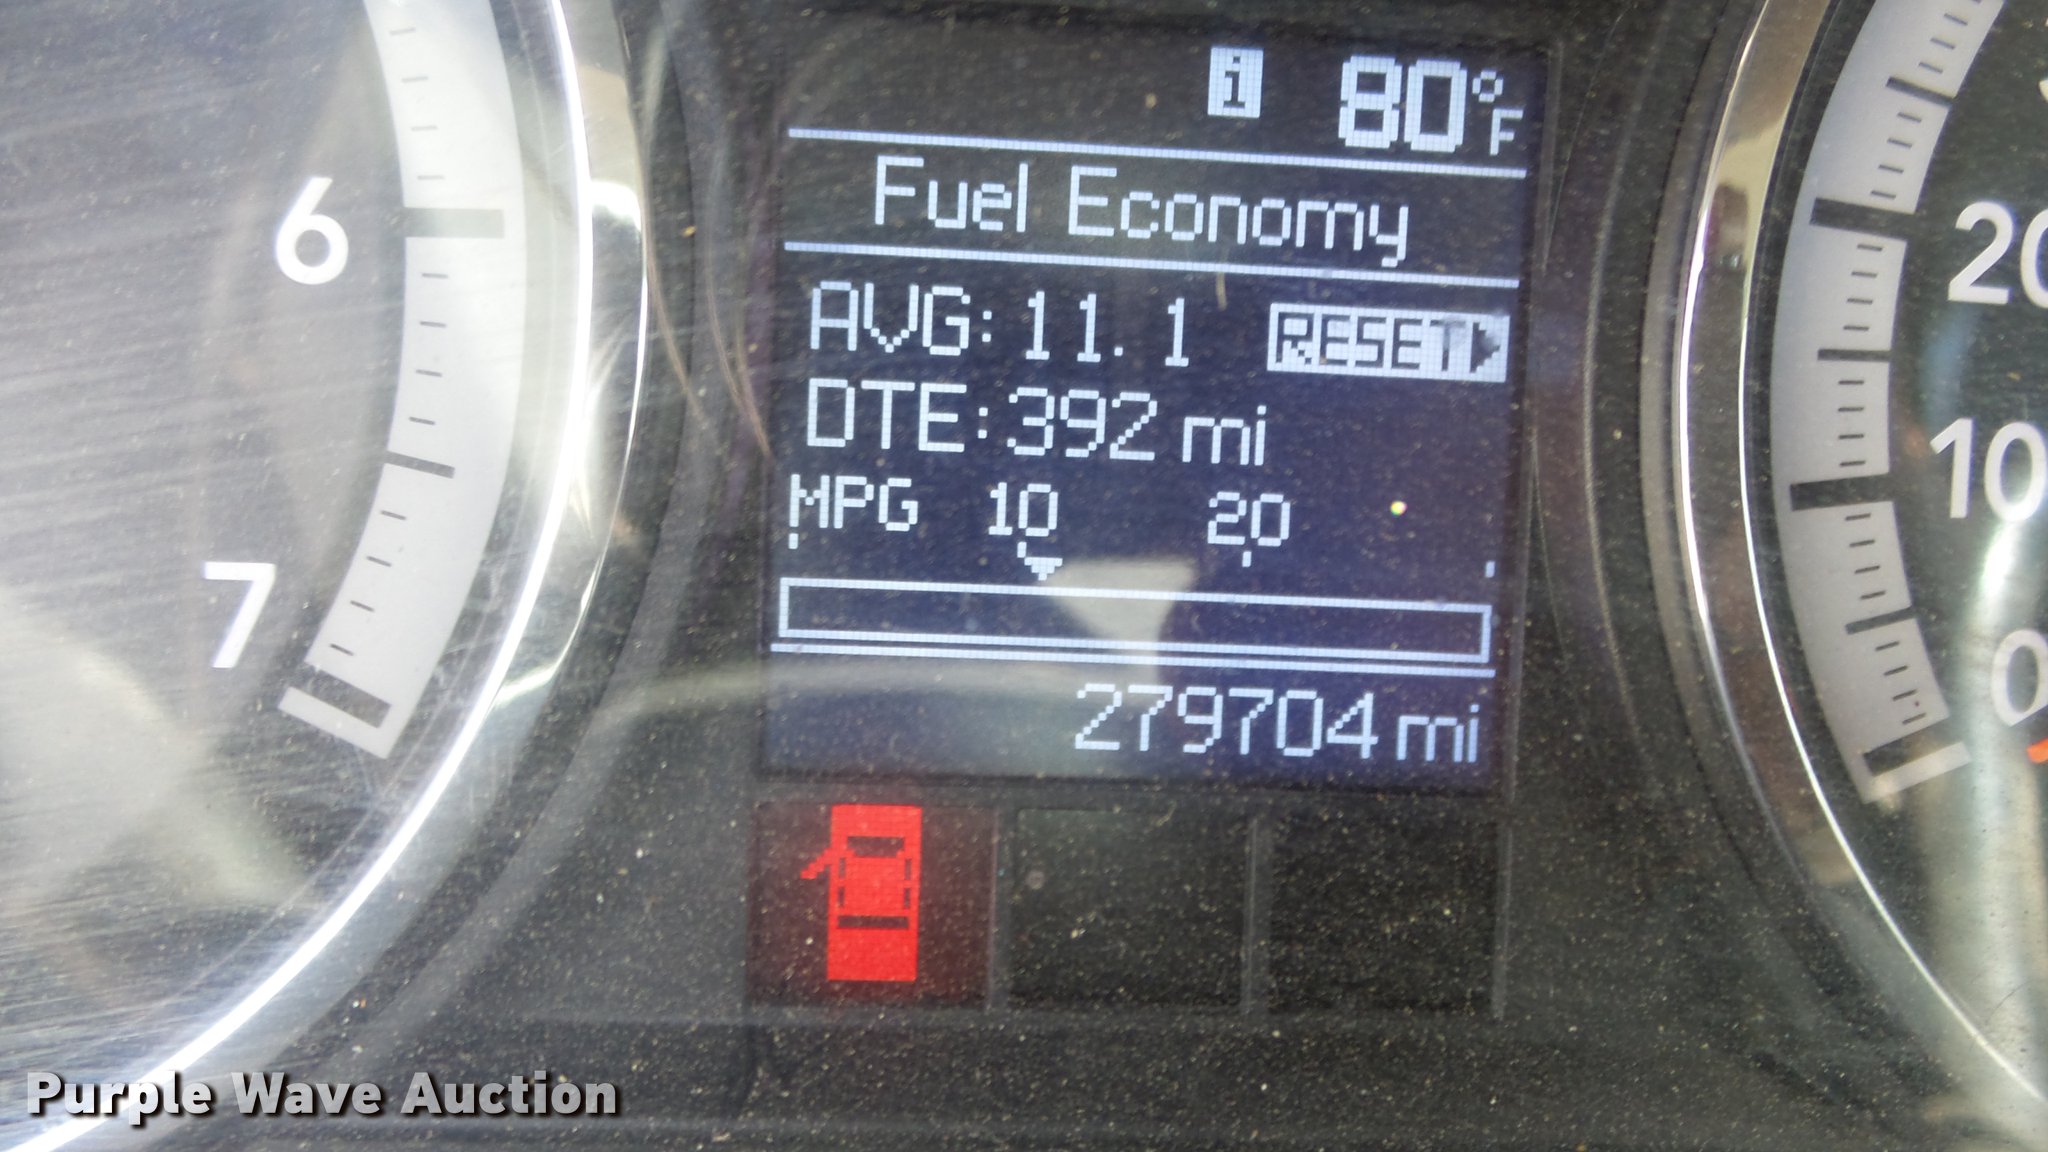 i 80°F
Fuel Economy
AVG: 11.1 RESET
DTE: 392 mi
MPG 10 20
279704 mi
6
7
20
10
0
Purple Wave Auction